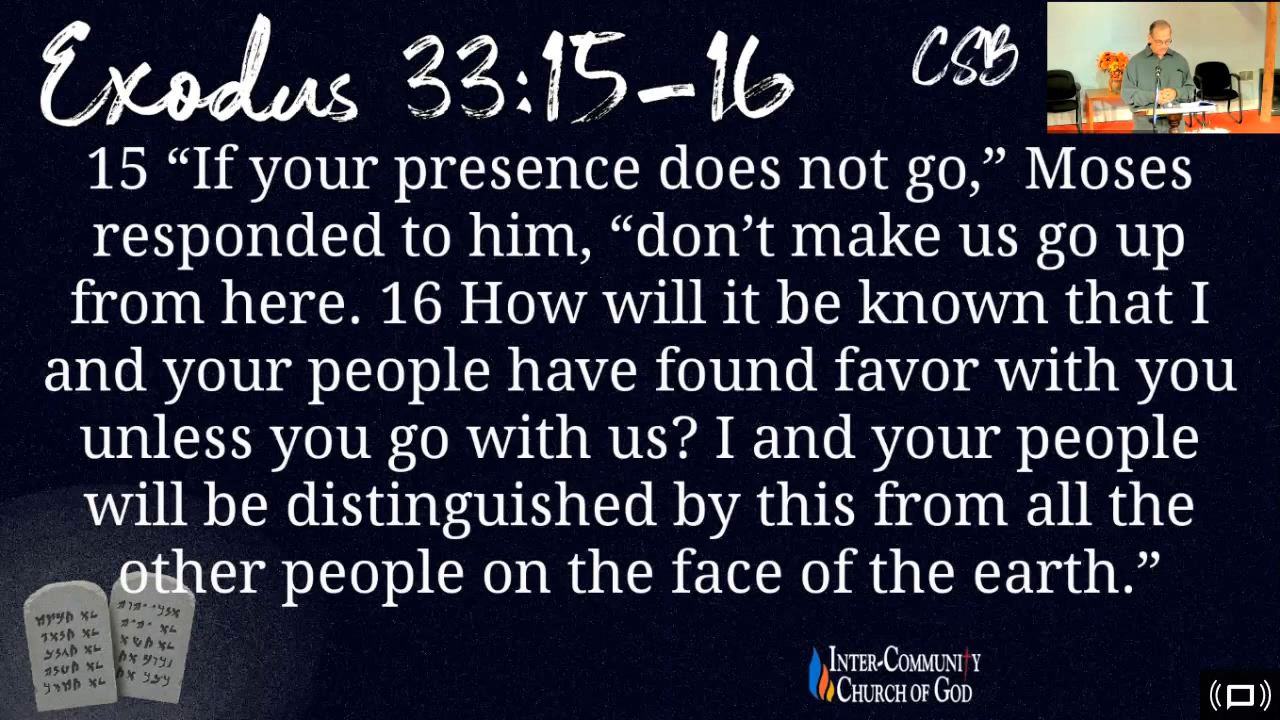 Exodus 33:15-16
CSB
15 “If your presence does not go,” Moses
responded to him, “don’t make us go up
from here. 16 How will it be known that I
and your people have found favor with you
unless you go with us? I and your people
will be distinguished by this from all the
other people on the face of the earth.”
INTER-COMMUNITY
CHURCH OF GOD